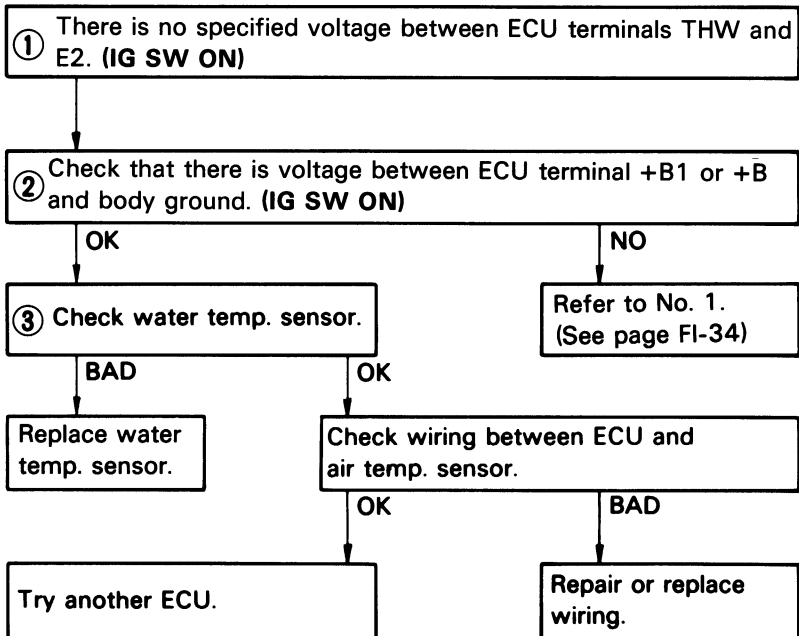 ① There is no specified voltage between ECU terminals THW and
E2. (IG SW ON)
② Check that there is voltage between ECU terminal +B1 or +B
and body ground. (IG SW ON)
OK
NO
③ Check water temp. sensor.
Refer to No. 1.
(See page FI-34)
BAD
OK
Replace water
temp. sensor.
Check wiring between ECU and
air temp. sensor.
OK
BAD
Try another ECU.
Repair or replace
wiring.